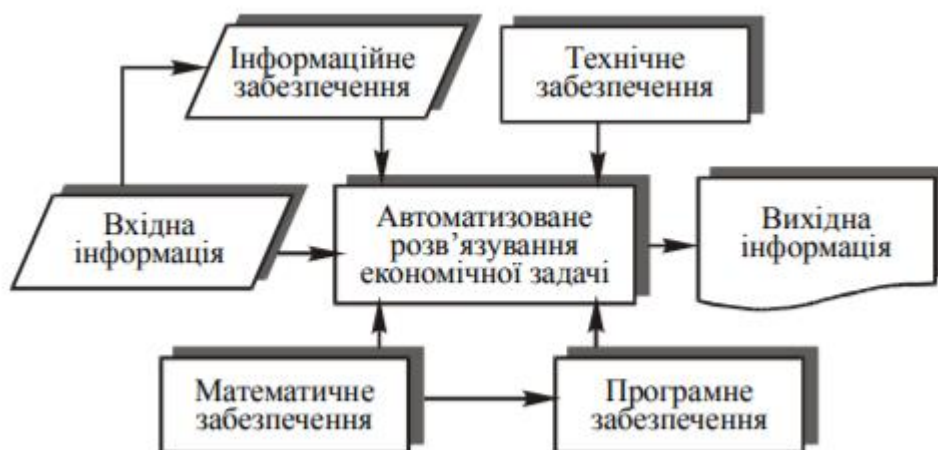 Інформаційне
забезпечення
Технічне
забезпечення
Вхідна
інформація
Автоматизоване
розв’язування
економічної задачі
Вихідна
інформація
Математичне
забезпечення
Програмне
забезпечення